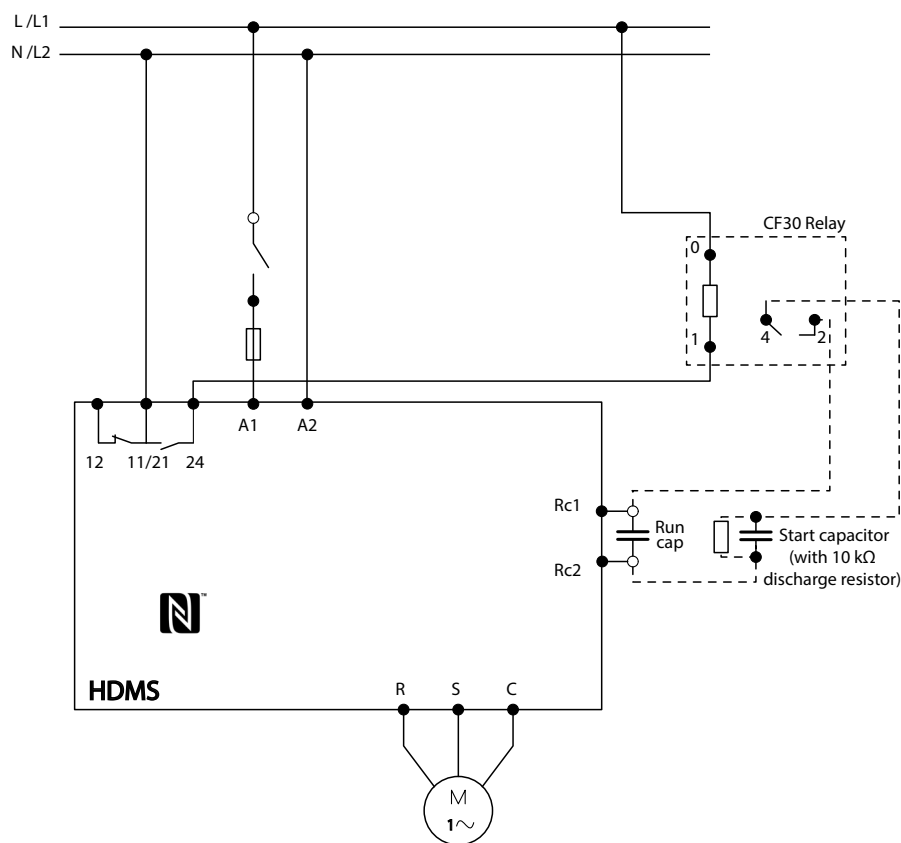 L /L1
N /L2
CF30 Relay
0
1
4
2
A1
A2
12
11/21
24
Rc1
Run
cap
Rc2
Start capacitor
(with 10 kΩ
discharge resistor)
N™
HDMS
R
S
C
M
1~